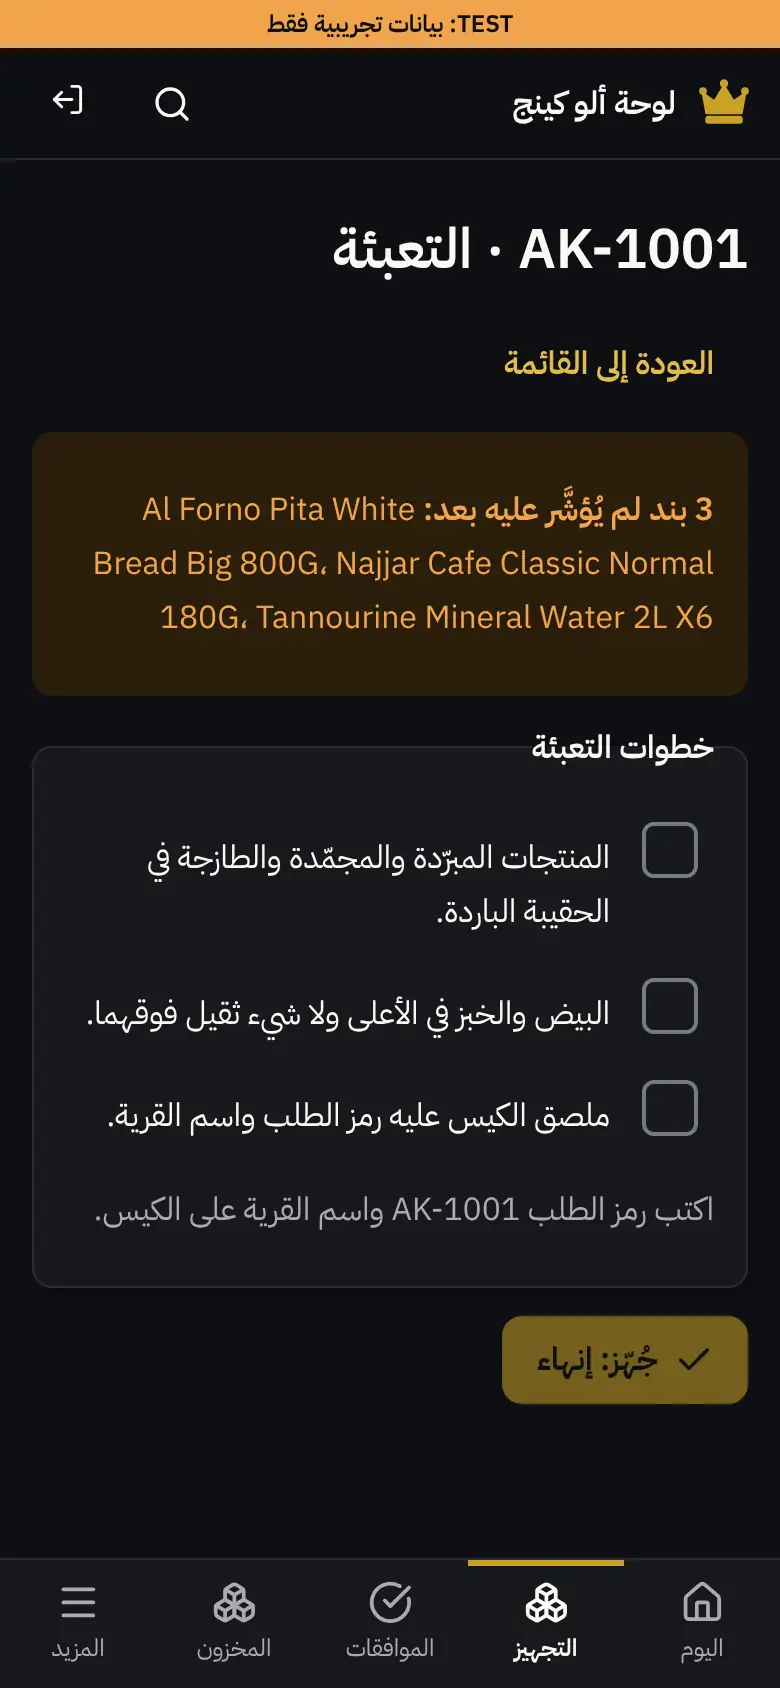 TEST: بيانات تجريبية فقط
لوحة ألو كينج
AK-1001 · التعبئة
العودة إلى القائمة
3 بند لم يُؤشَّر عليه بعد: Al Forno Pita White
Bread Big 800G، Najjar Cafe Classic Normal
180G، Tannourine Mineral Water 2L X6
خطوات التعبئة
المنتجات المبرّدة والمجمّدة والطازجة في
الحقيبة الباردة.
البيض والخبز في الأعلى ولا شيء ثقيل فوقهما.
ملصق الكيس عليه رمز الطلب واسم القرية.
اكتب رمز الطلب AK-1001 واسم القرية على الكيس.
جُهّز: إنهاء
اليوم
التجهيز
الموافقات
المخزون
المزيد